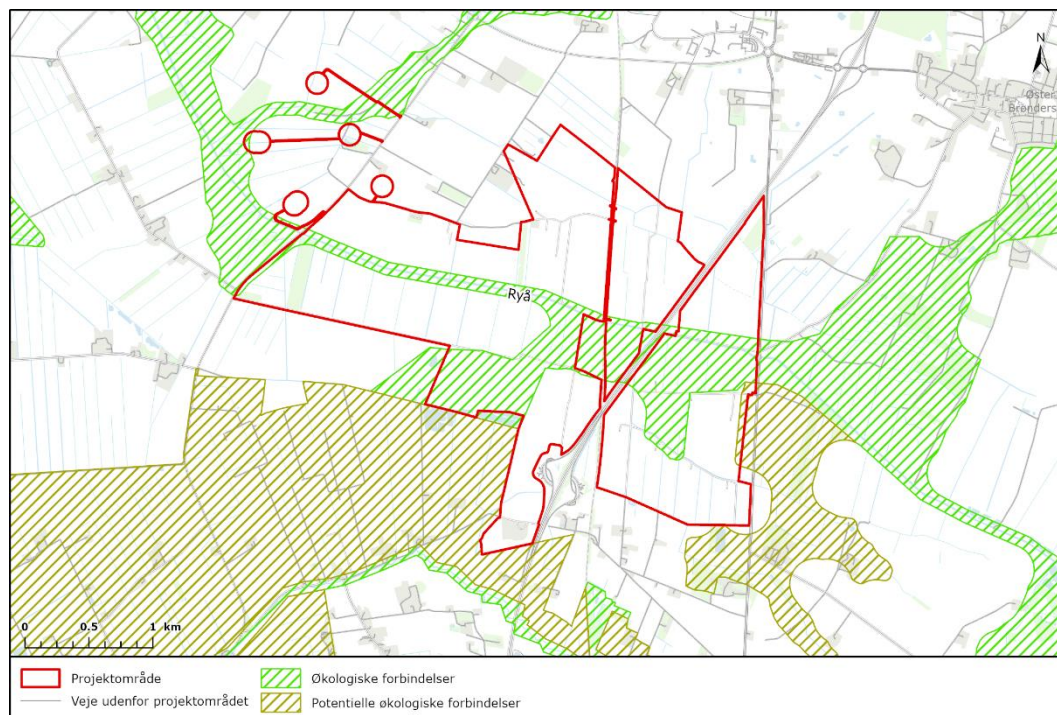 N
Øster
Brønders
Ryå
0 0.5 1 km
Projektområde
Veje udenfor projektområdet
Økologiske forbindelser
Potentielle økologiske forbindelser